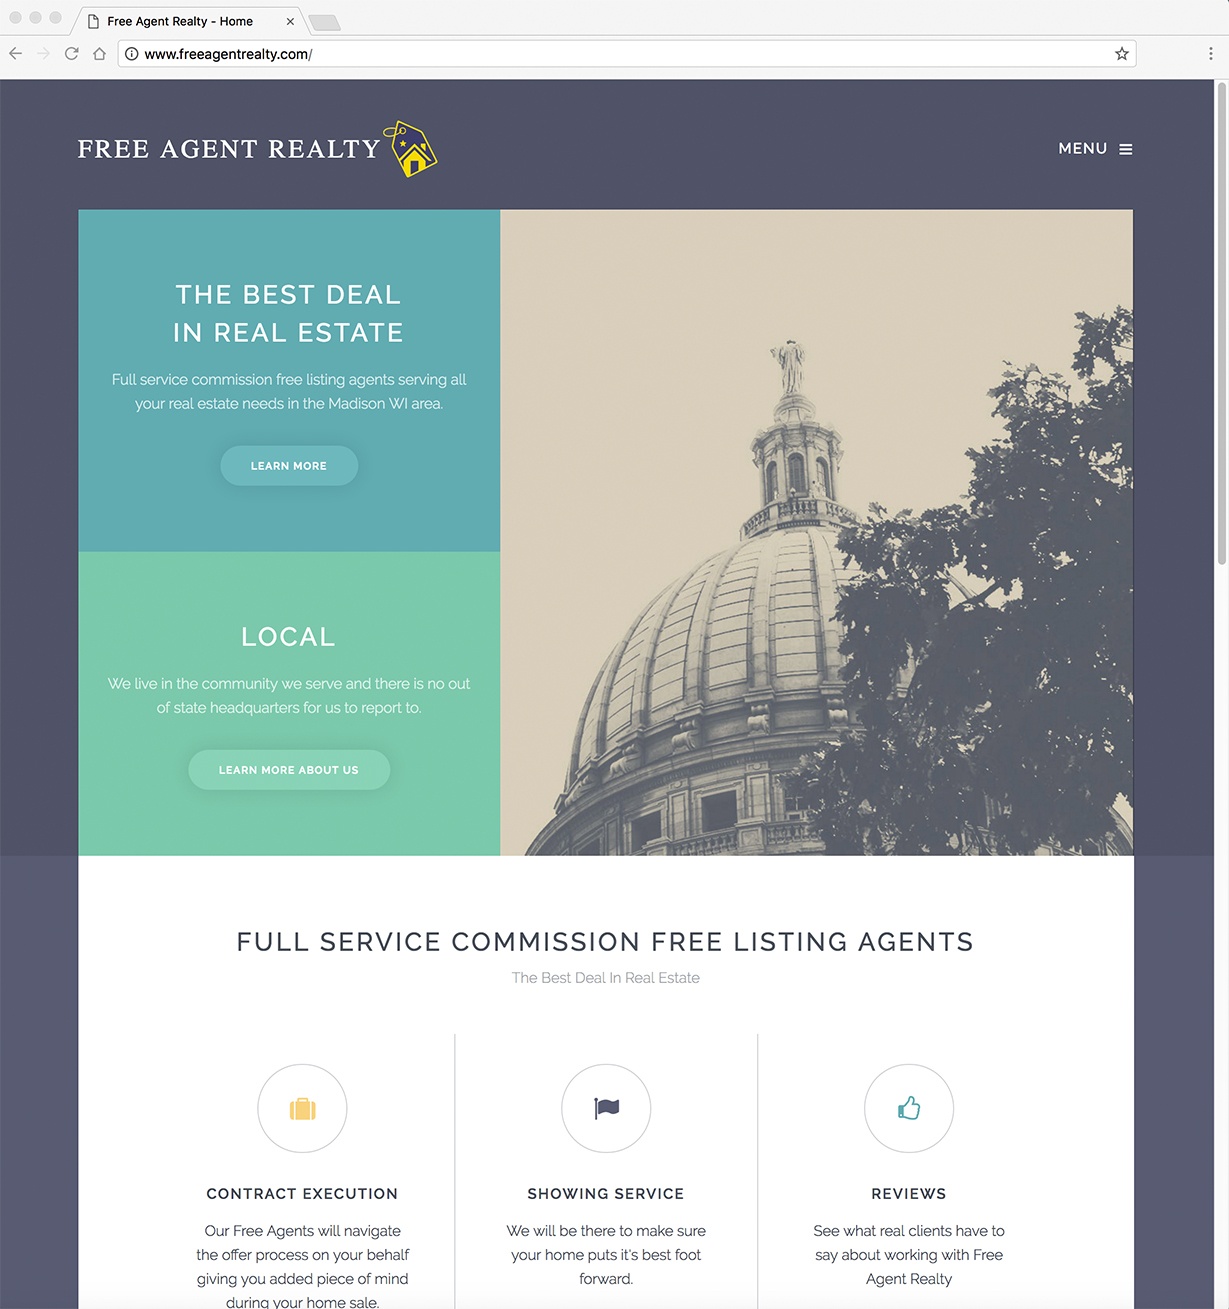 Free Agent Realty - Home
www.freeagentrealty.com/
FREE AGENT REALTY
MENU
THE BEST DEAL
IN REAL ESTATE
Full service commission free listing agents serving all
your real estate needs in the Madison WI area.
LEARN MORE
LOCAL
We live in the community we serve and there is no out
of state headquarters for us to report to.
LEARN MORE ABOUT US
FULL SERVICE COMMISSION FREE LISTING AGENTS
The Best Deal In Real Estate
CONTRACT EXECUTION
Our Free Agents will navigate
the offer process on your behalf
giving you added piece of mind
during your home sale.
SHOWING SERVICE
We will be there to make sure
your home puts it's best foot
forward.
REVIEWS
See what real clients have to
say about working with Free
Agent Realty